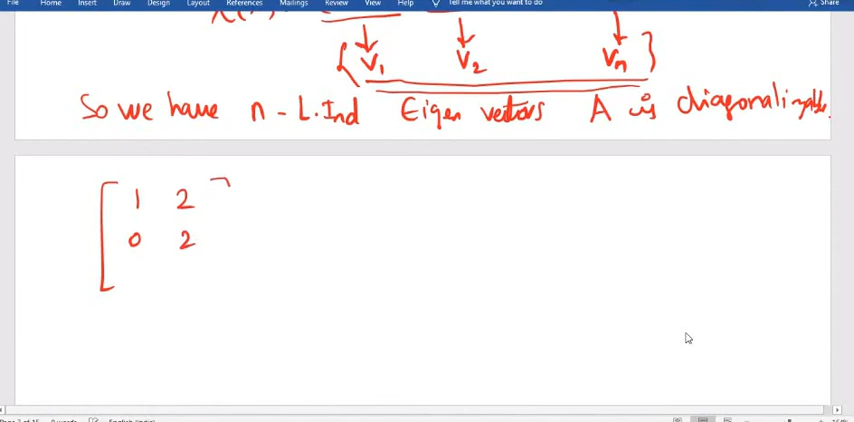 File Home Insert Draw Design Layout References Mailings Review View Help Tell me what you want to do Share
{ V₁ V₂ Vₙ }
So we have n - L.Ind Eigen vectors A is diagonalizable.
1 2
0 2